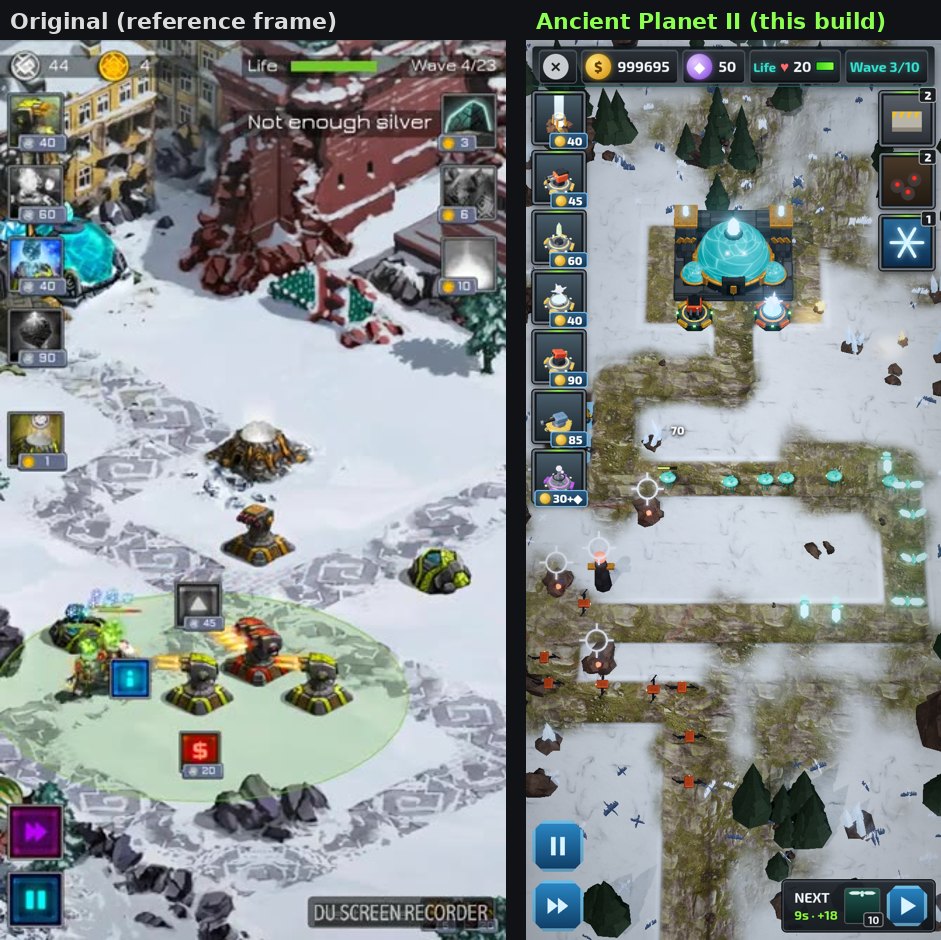 Original (reference frame)
44
4
Life
Wave 4/23
Not enough silver
40
60
40
90
1
3
6
10
45
$
20
DU SCREEN RECORDER
Ancient Planet II (this build)
$ 999695
50
Life ♥ 20
Wave 3/10
40
45
60
40
90
85
30+◆
2
2
1
70
NEXT
9s · +18
10